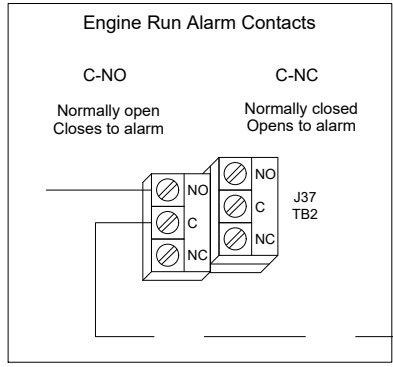 Engine Run Alarm Contacts
C-NO
C-NC
Normally open
Closes to alarm
Normally closed
Opens to alarm
NO
C
NC
NO
C
NC
J37
TB2